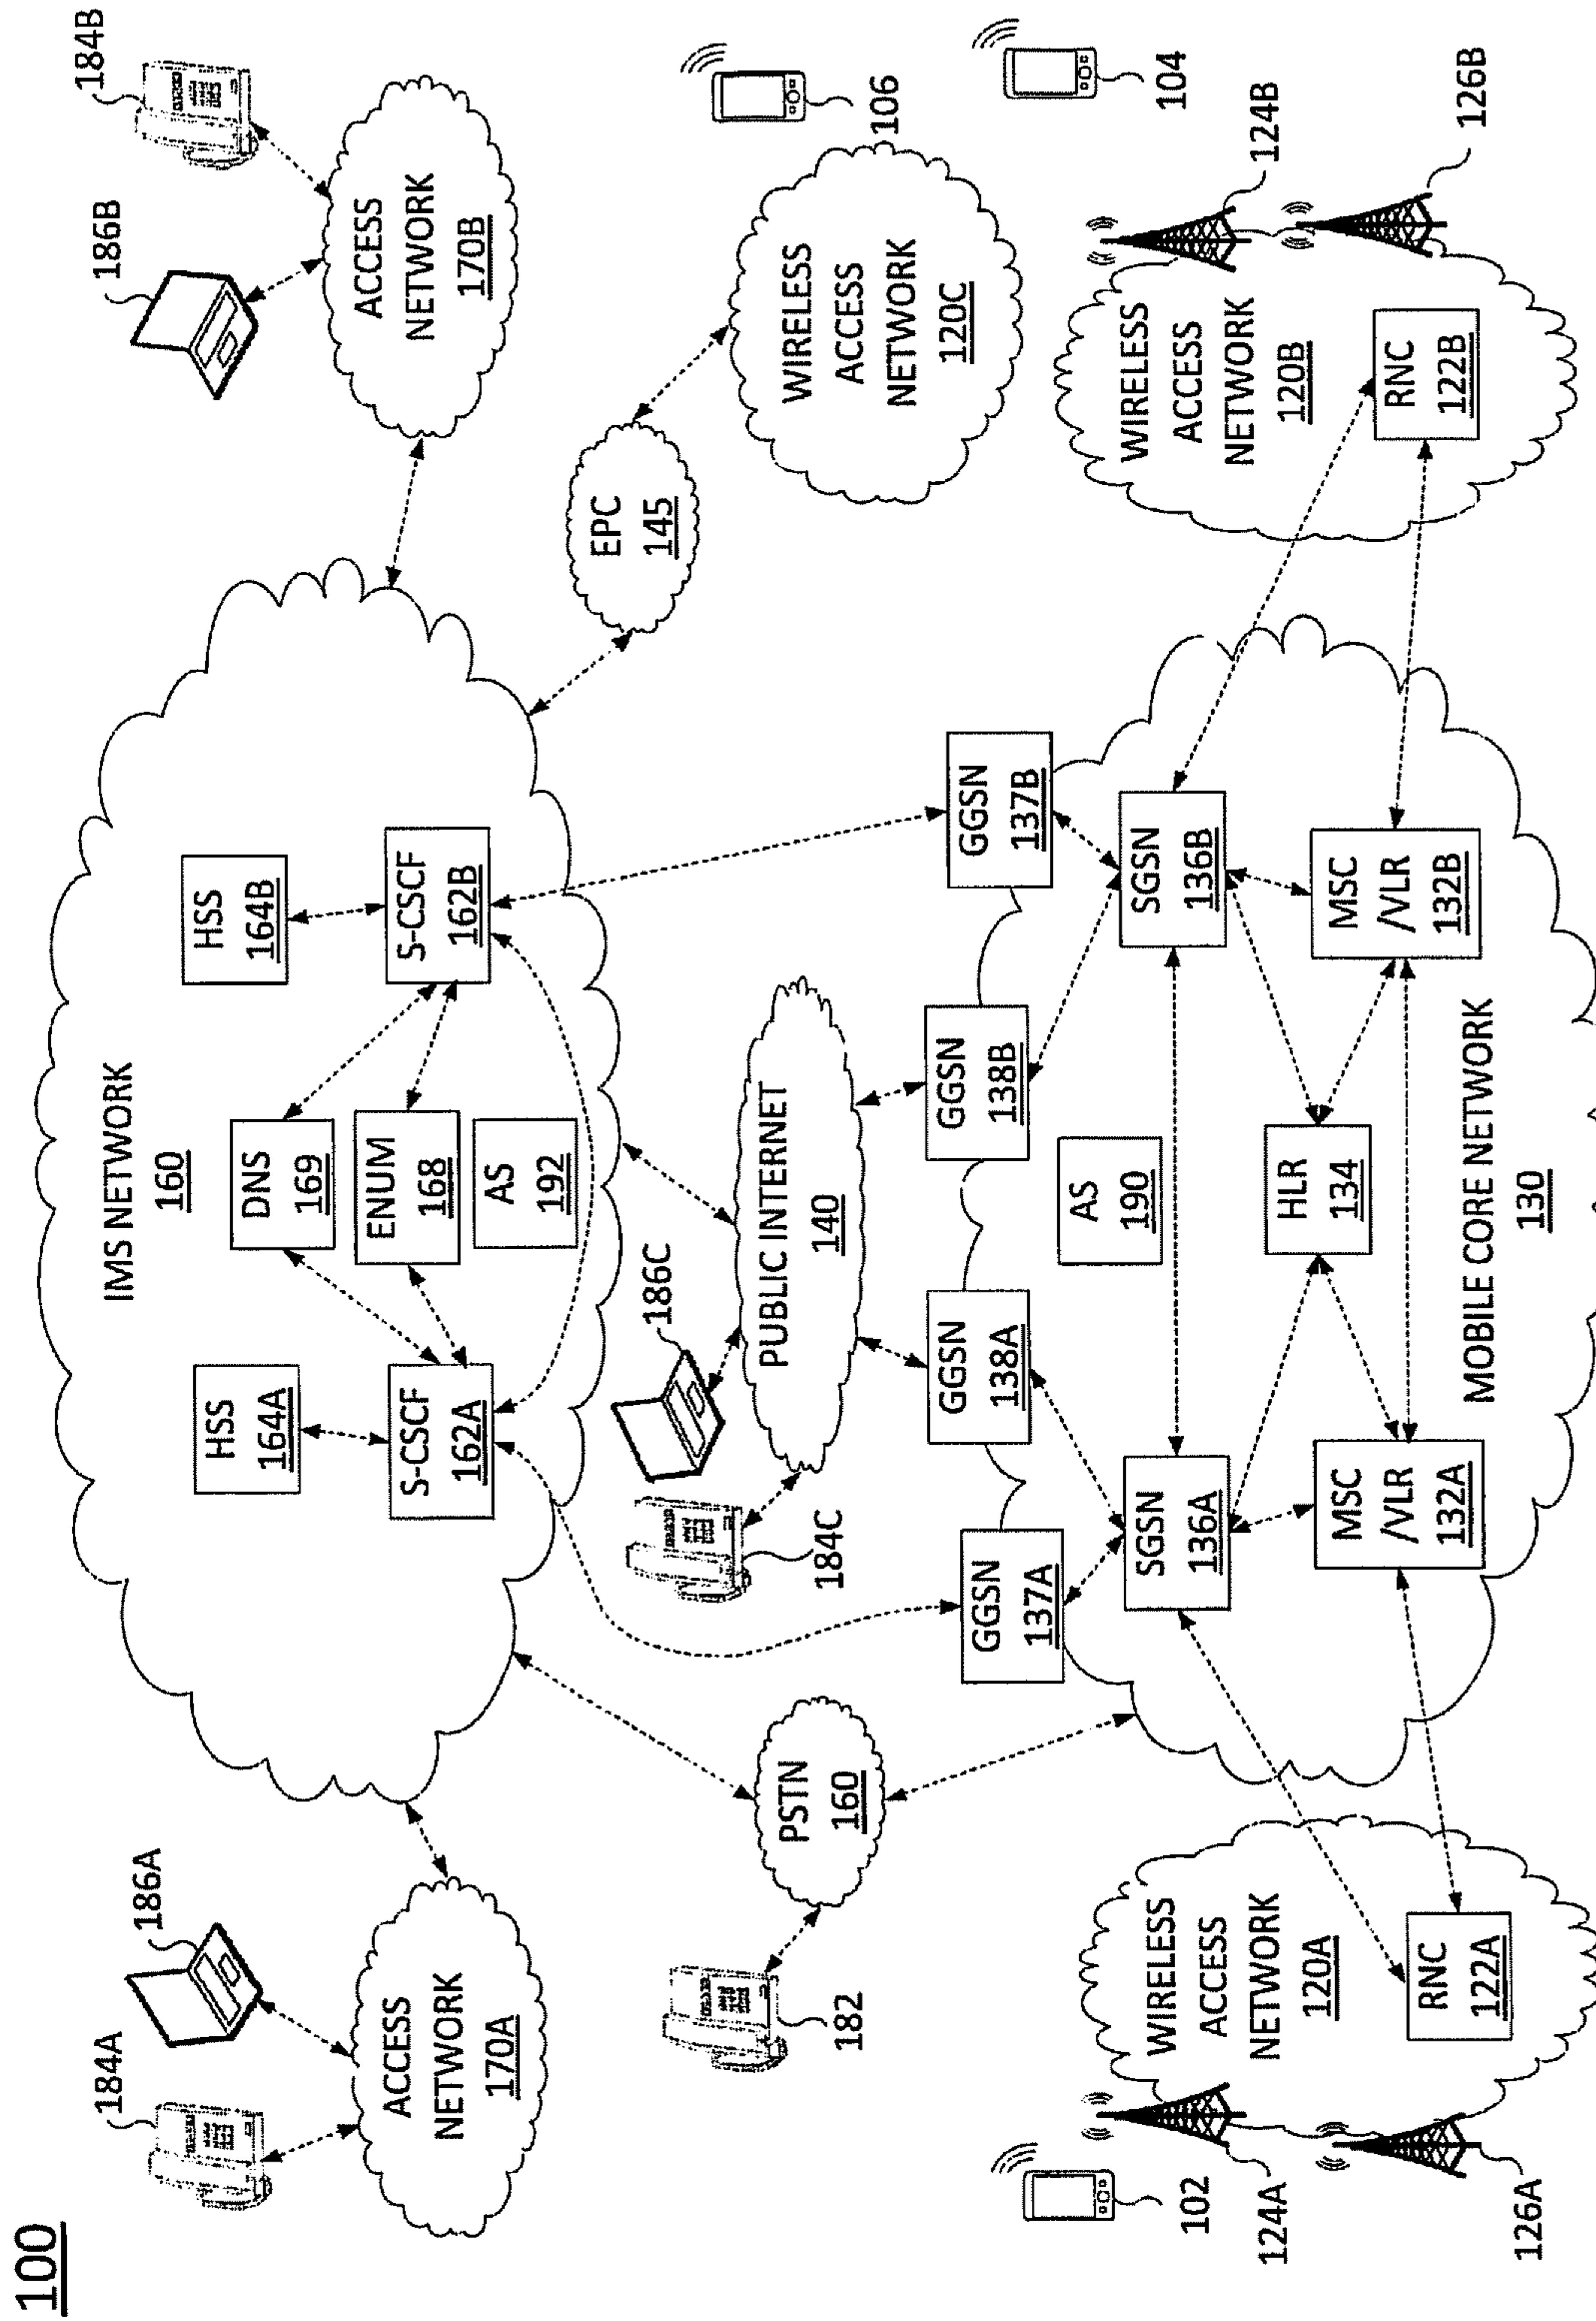 100
184A
186A
ACCESS
NETWORK
170A
IMS NETWORK
160
HSS
164A
S-CSCF
162A
DNS
169
ENUM
168
AS
192
HSS
164B
S-CSCF
162B
186B
184B
ACCESS
NETWORK
170B
182
PSTN
160
184C
186C
PUBLIC INTERNET
140
EPC
145
WIRELESS
ACCESS
NETWORK
120C
106
104
GGSN
137A
GGSN
138A
GGSN
138B
GGSN
137B
SGSN
136A
AS
190
SGSN
136B
HLR
134
MSC
/VLR
132A
MSC
/VLR
132B
MOBILE CORE NETWORK
130
102
124A
126A
WIRELESS
ACCESS
NETWORK
120A
RNC
122A
WIRELESS
ACCESS
NETWORK
120B
RNC
122B
124B
126B